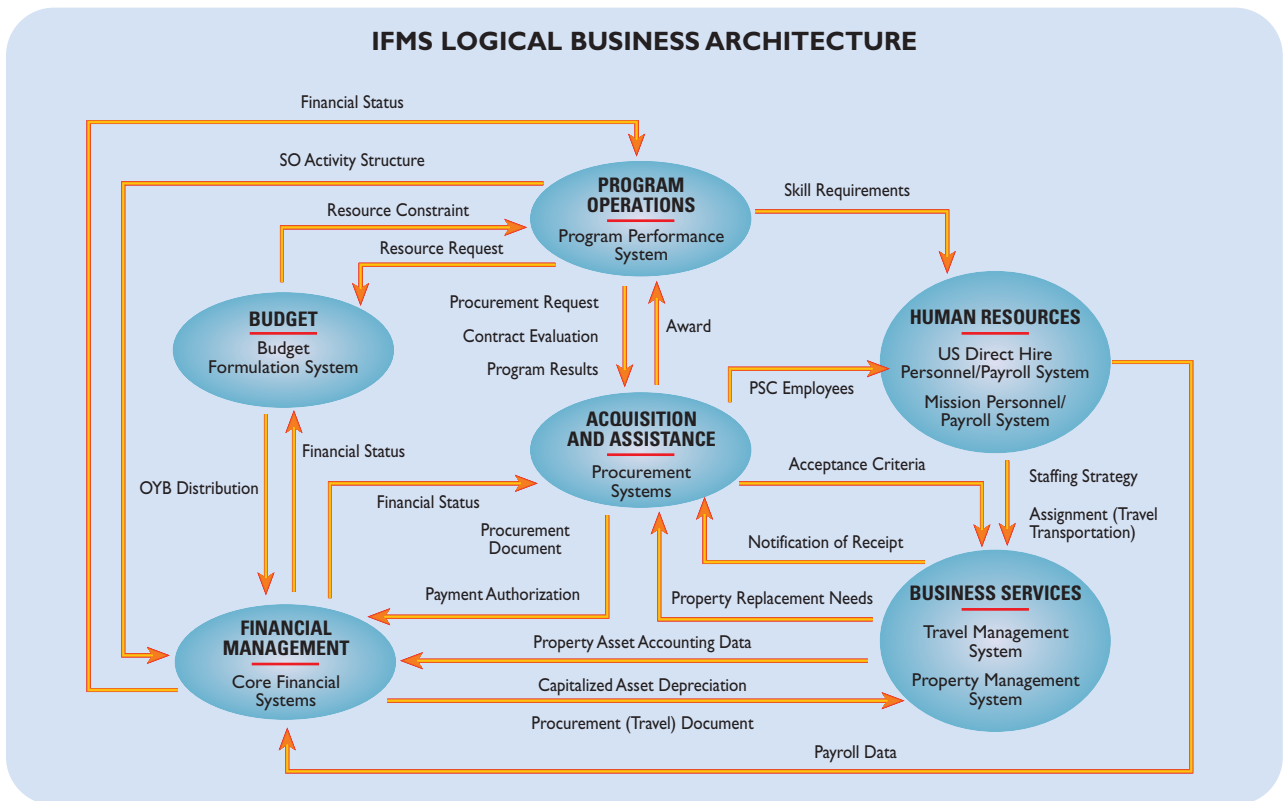 IFMS LOGICAL BUSINESS ARCHITECTURE
Financial Status
SO Activity Structure
Resource Constraint
Resource Request
PROGRAM
OPERATIONS
Program Performance
System
Skill Requirements
BUDGET
Budget
Formulation System
Procurement Request
Contract Evaluation
Program Results
Award
HUMAN RESOURCES
US Direct Hire
Personnel/Payroll System
Mission Personnel/
Payroll System
PSC Employees
ACQUISITION
AND ASSISTANCE
Procurement
Systems
OYB Distribution
Financial Status
Financial Status
Procurement
Document
Acceptance Criteria
Staffing Strategy
Assignment (Travel
Transportation)
Notification of Receipt
Payment Authorization
Property Replacement Needs
BUSINESS SERVICES
Travel Management
System
Property Management
System
FINANCIAL
MANAGEMENT
Core Financial
Systems
Property Asset Accounting Data
Capitalized Asset Depreciation
Procurement (Travel) Document
Payroll Data